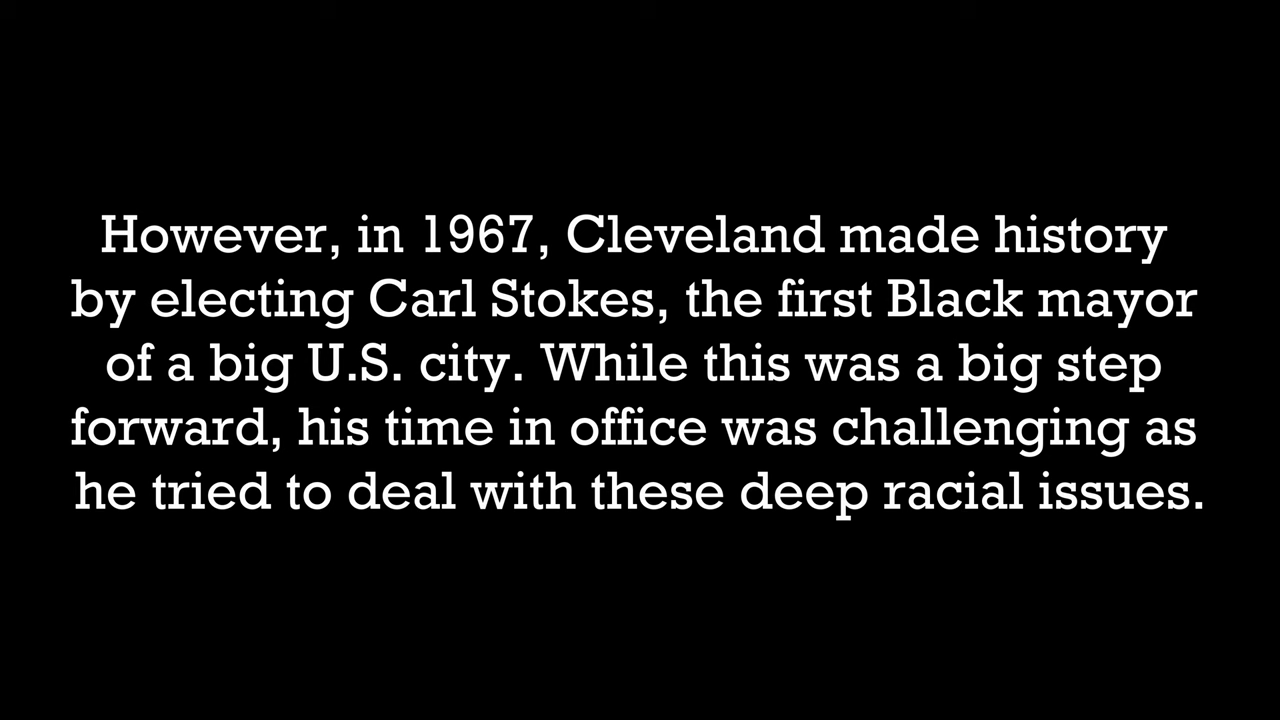 However, in 1967, Cleveland made history
by electing Carl Stokes, the first Black mayor
of a big U.S. city. While this was a big step
forward, his time in office was challenging as
he tried to deal with these deep racial issues.